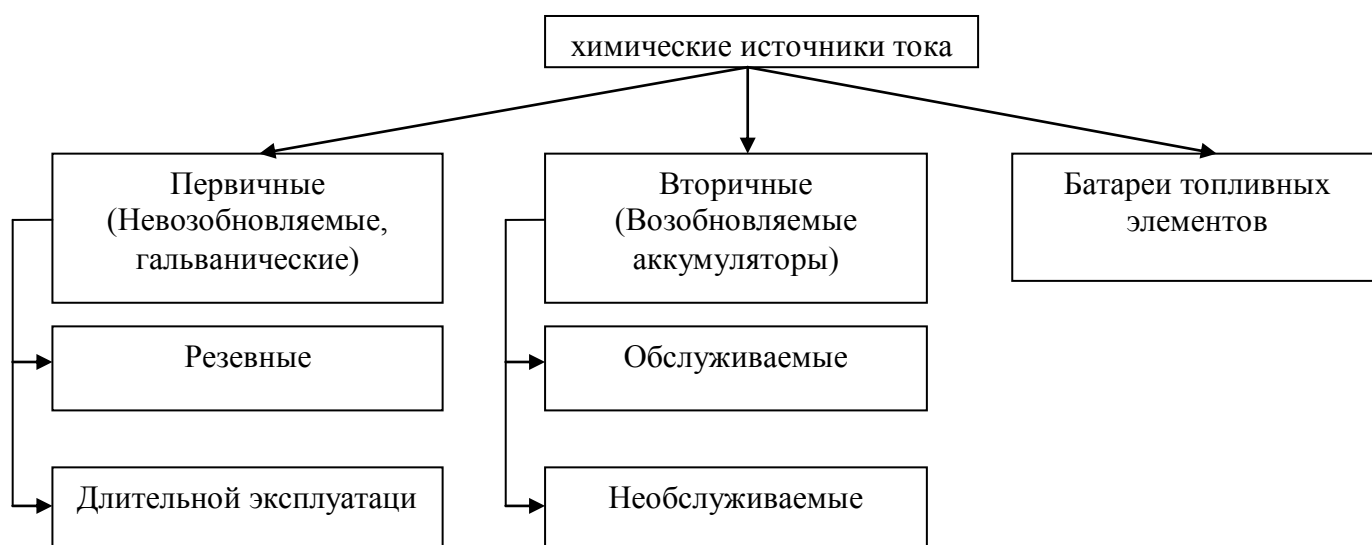 химические источники тока
Первичные
(Невозобновляемые,
гальванические)
Вторичные
(Возобновляемые
аккумуляторы)
Батареи топливных
элементов
Резевные
Обслуживаемые
Длительной эксплуатаци
Необслуживаемые